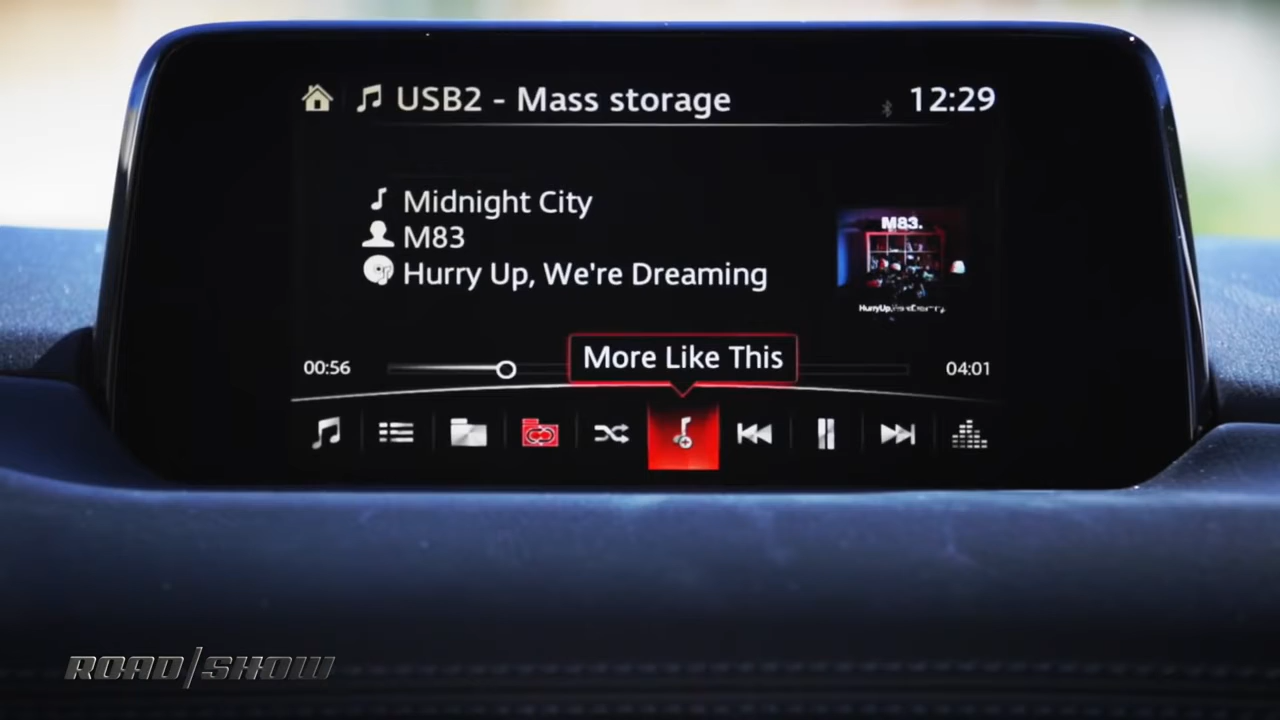 USB2 - Mass storage
12:29
Midnight City
M83
Hurry Up, We're Dreaming
M83.
00:56
More Like This
04:01
ROAD/SHOW